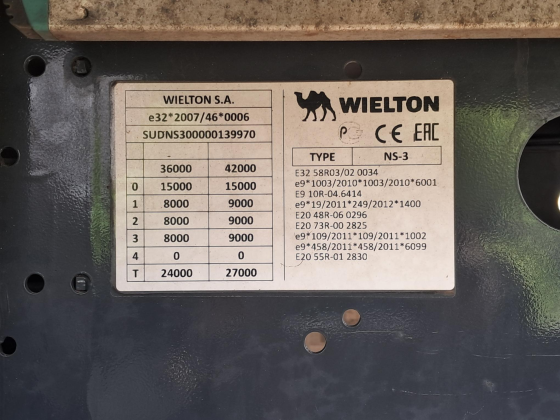 WIELTON S.A.
e32*2007/46*0006
SUDNS300000139970
- -
36000 42000
0 15000 15000
1 8000 9000
2 8000 9000
3 8000 9000
4 0 0
T 24000 27000
WIELTON
CE EAC
TYPE NS-3
E32 58R03/02 0034
e9*1003/2010*1003/2010*6001
E9 10R-04.6414
e9*19/2011*249/2012*1400
E20 48R-06 0296
E20 73R-00 2825
e9*109/2011*109/2011*1002
e9*458/2011*458/2011*6099
E20 55R-01 2830